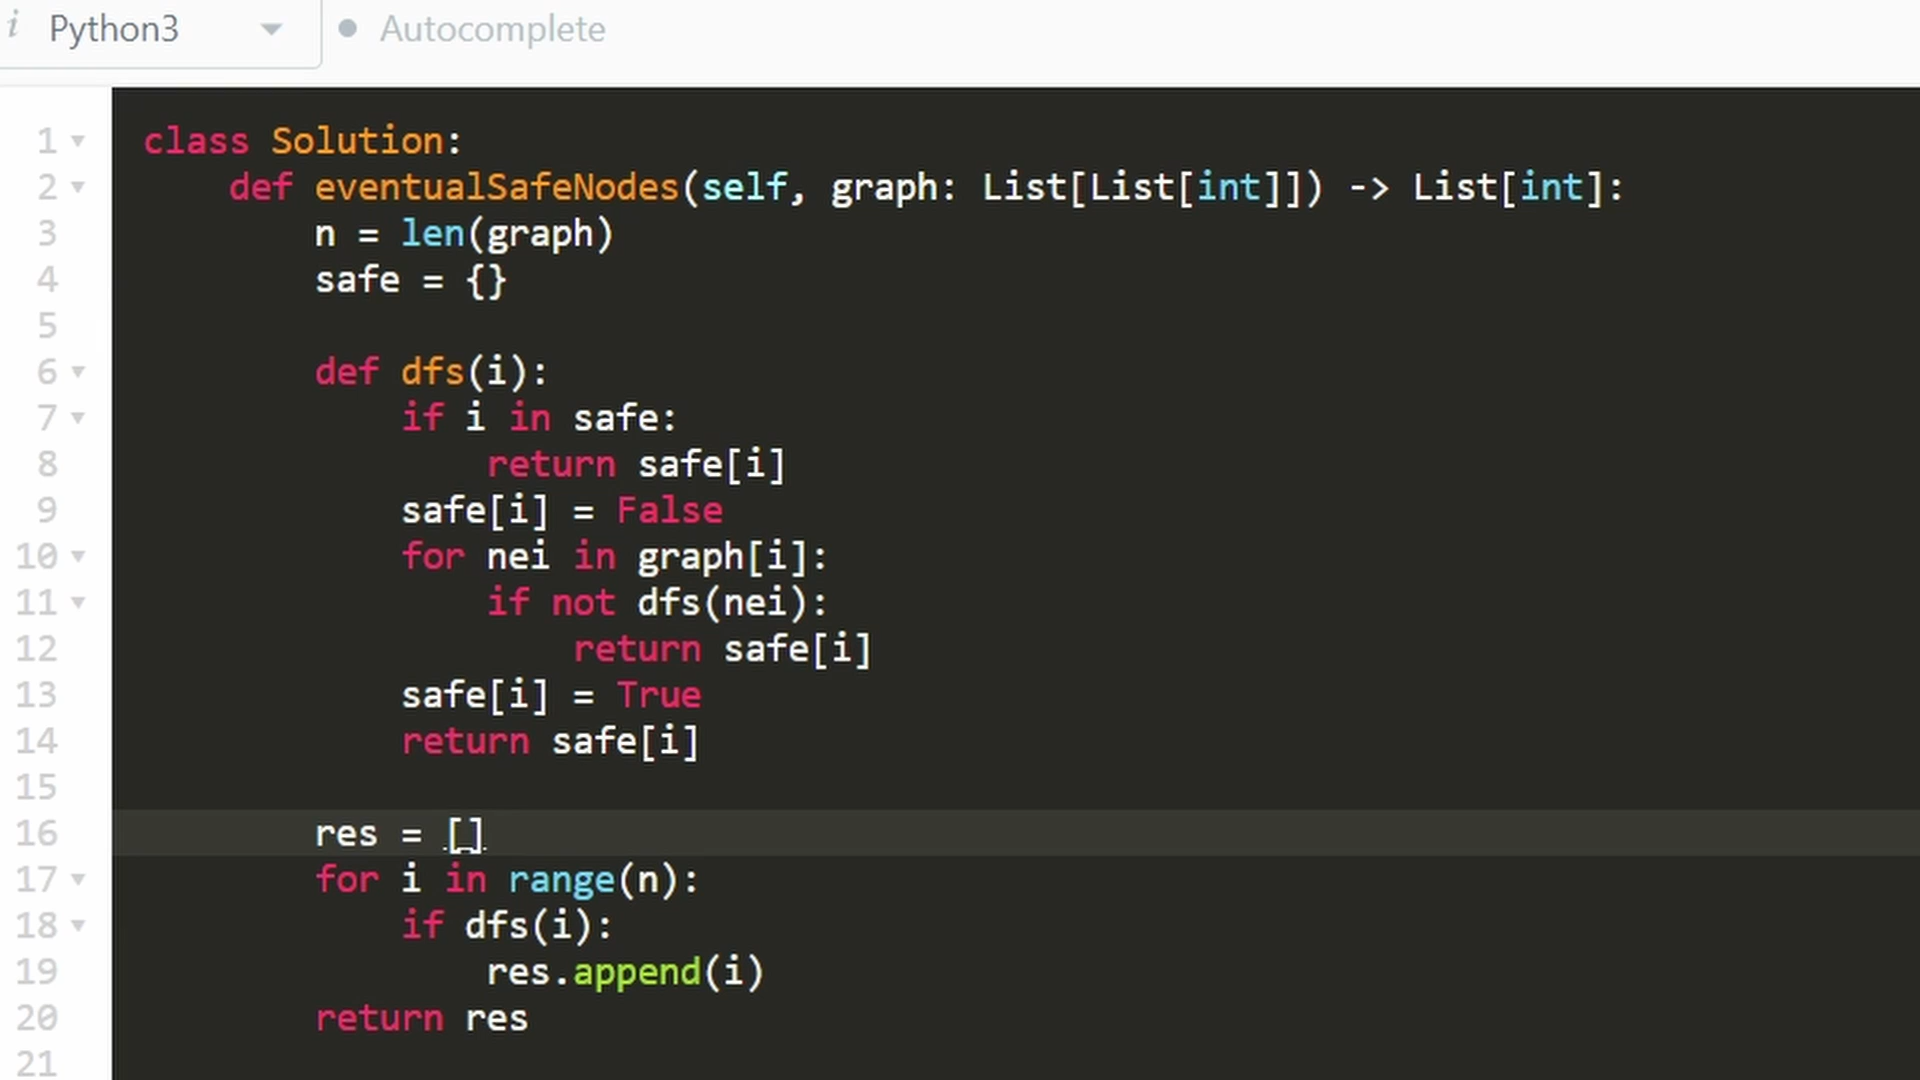 i Python3 Autocomplete
1 class Solution:
2 def eventualSafeNodes(self, graph: List[List[int]]) -> List[int]:
3 n = len(graph)
4 safe = {}
5
6 def dfs(i):
7 if i in safe:
8 return safe[i]
9 safe[i] = False
10 for nei in graph[i]:
11 if not dfs(nei):
12 return safe[i]
13 safe[i] = True
14 return safe[i]
15
16 res = []
17 for i in range(n):
18 if dfs(i):
19 res.append(i)
20 return res
21